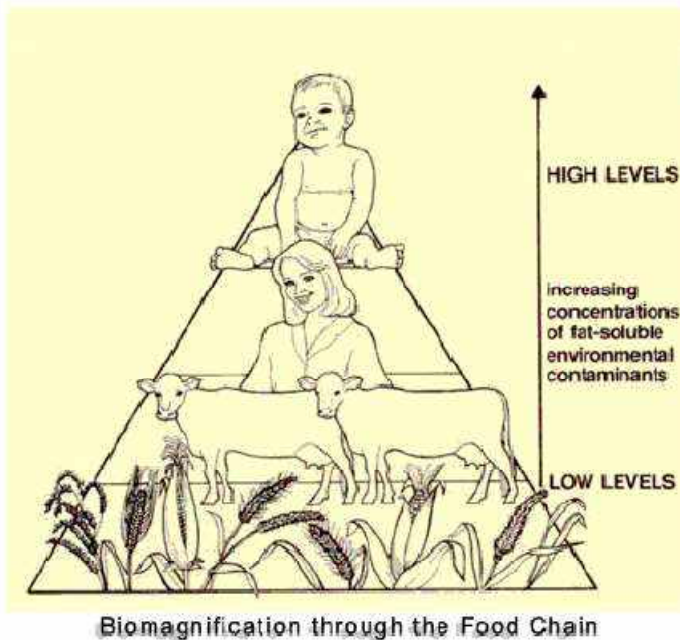 HIGH LEVELS
increasing
concentrations
of fat-soluble
environmental
contaminants
LOW LEVELS
Biomagnification through the Food Chain